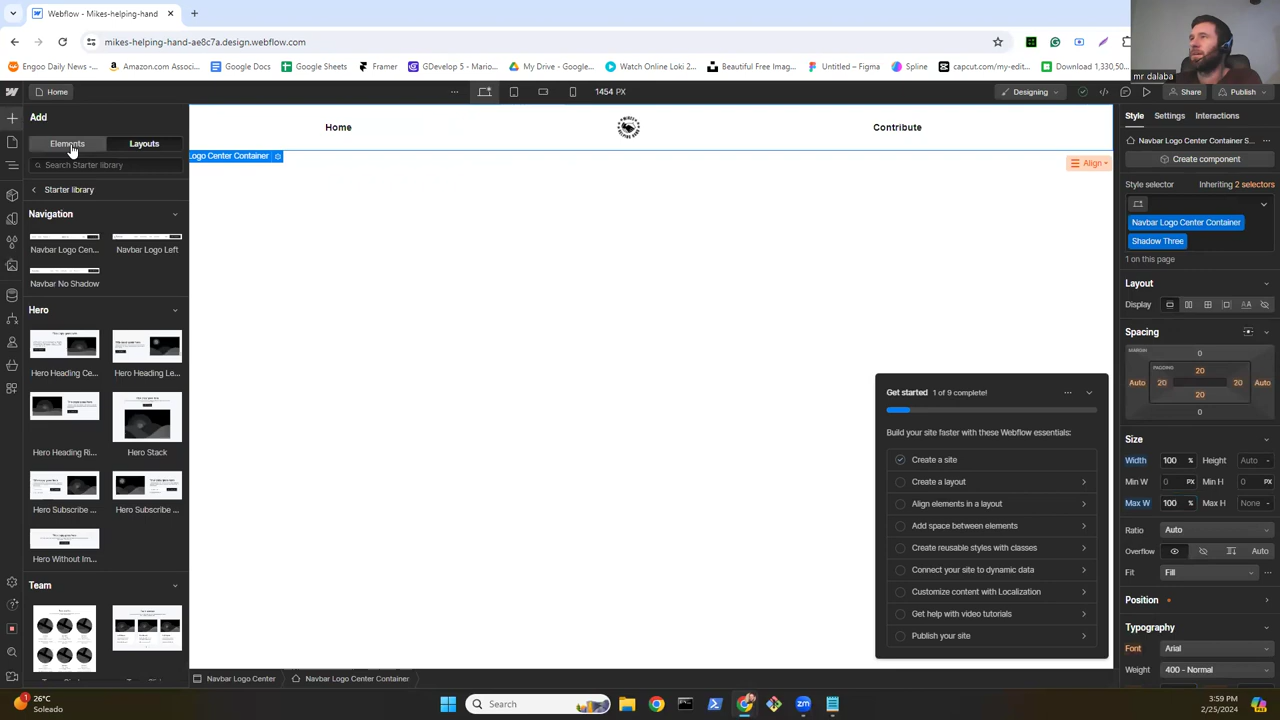 Webflow - Mikes-helping-hand
mikes-helping-hand-ae8c7a.design.webflow.com
Engoo Daily News -...
Amazon.com Associ...
Google Docs
Google Sheets
Framer
GDevelop 5 - Mario...
My Drive - Google...
Watch Online Loki 2...
Beautiful Free Imag...
Untitled – Figma
Spline
capcut.com/my-edit...
Download 1,330,50...
mr dalaba
Home
1454 PX
Designing
Share
Publish
Add
Elements
Layouts
Search Starter library
Starter library
Navigation
Navbar Logo Cen...
Navbar Logo Left
Navbar No Shadow
Hero
Hero Heading Ce...
Hero Heading Le...
Hero Heading Ri...
Hero Stack
Hero Subscribe ...
Hero Subscribe ...
Hero Without Im...
Team
Home
Contribute
Logo Center Container
Align
Get started 1 of 9 complete!
Build your site faster with these Webflow essentials:
Create a site
Create a layout
Align elements in a layout
Add space between elements
Create reusable styles with classes
Connect your site to dynamic data
Customize content with Localization
Get help with video tutorials
Publish your site
Style
Settings
Interactions
Navbar Logo Center Container S...
Create component
Style selector
Inheriting 2 selectors
Navbar Logo Center Container
Shadow Three
1 on this page
Layout
Display
Spacing
MARGIN
0
PADDING
20
Auto
20
20
Auto
20
0
Size
Width 100 % Height Auto -
Min W 0 PX Min H 0 PX
Max W 100 % Max H None -
Ratio Auto
Overflow Auto
Fit Fill
Position
Typography
Font Arial
Weight 400 - Normal
Navbar Logo Center
Navbar Logo Center Container
26°C
Soleado
Search
3:59 PM
2/25/2024